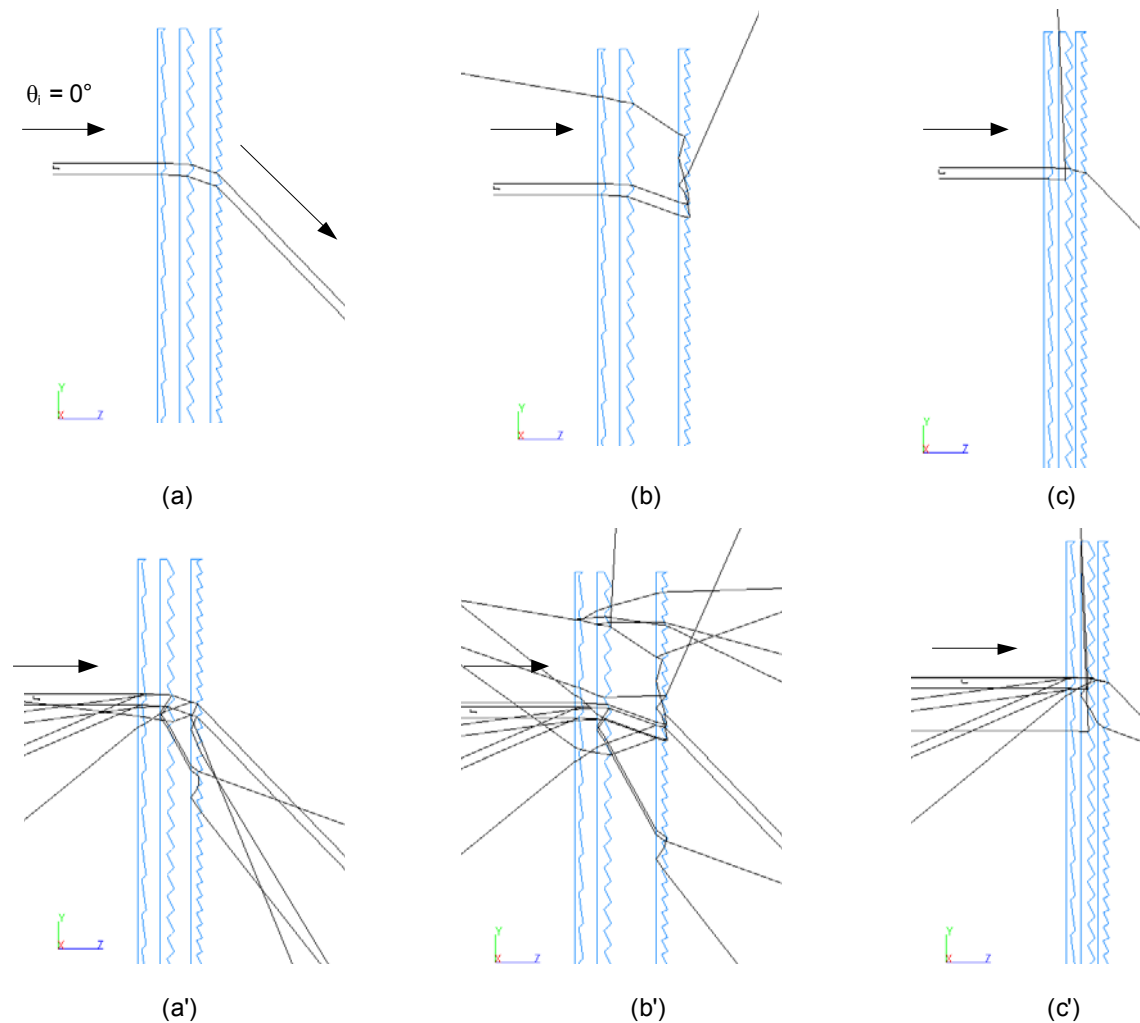 θi = 0°
Y
X Z
Y
X Z
Y
X Z
(a) (b) (c)
Y
X Z
Y
X Z
Y
X Z
(a') (b') (c')